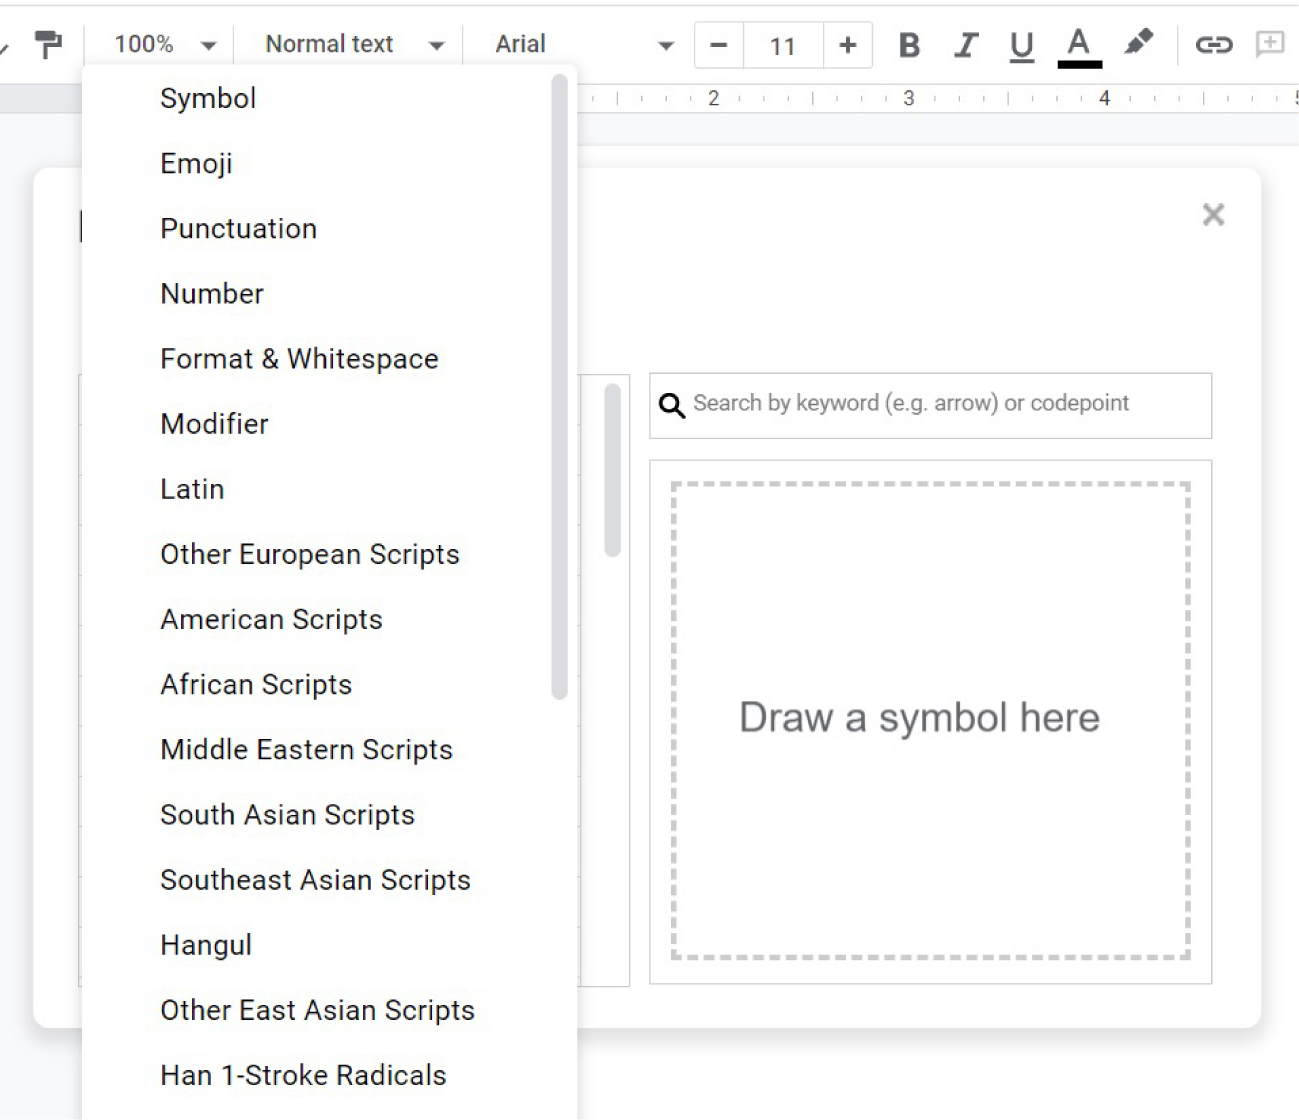 100% Normal text Arial − 11 + B I U A
2 3 4 5
Symbol
Emoji
Punctuation
Number
Format & Whitespace
Modifier
Latin
Other European Scripts
American Scripts
African Scripts
Middle Eastern Scripts
South Asian Scripts
Southeast Asian Scripts
Hangul
Other East Asian Scripts
Han 1-Stroke Radicals
Search by keyword (e.g. arrow) or codepoint
Draw a symbol here